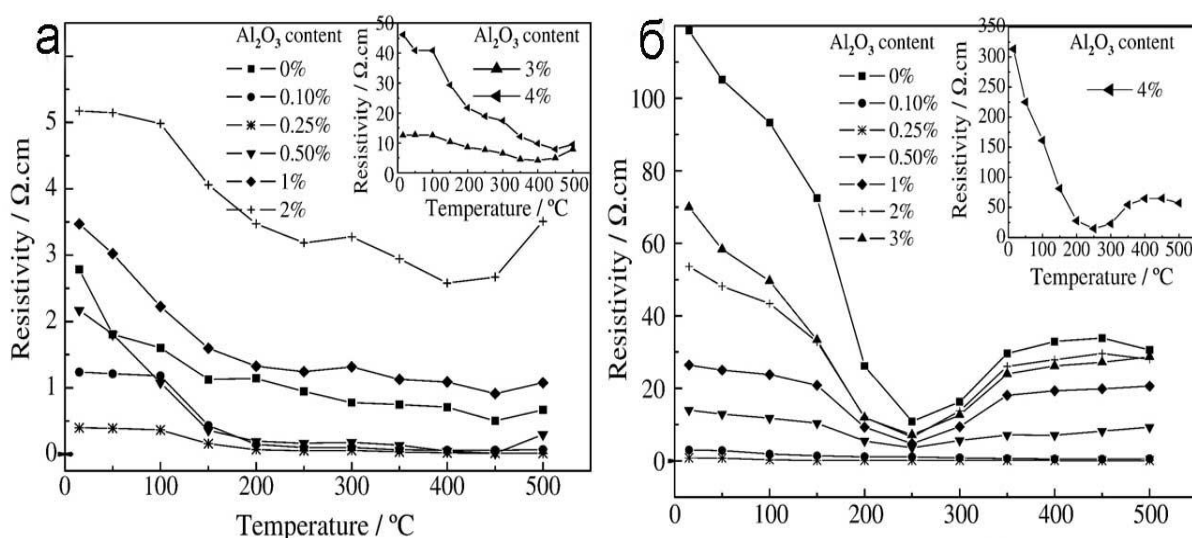 а
Al₂O₃ content
0%
0.10%
0.25%
0.50%
1%
2%
Resistivity / Ω.cm
5
4
3
2
1
0
0 100 200 300 400 500
Temperature / ºC
Al₂O₃ content
3%
4%
Resistivity / Ω.cm
50
40
30
20
10
0
0 100 200 300 400 500
Temperature / ºC
б
Al₂O₃ content
0%
0.10%
0.25%
0.50%
1%
2%
3%
Resistivity / Ω.cm
120
100
80
60
40
20
0
0 100 200 300 400 500
Temperature / ºC
Al₂O₃ content
4%
Resistivity / Ω.cm
350
300
250
200
150
100
50
0
0 100 200 300 400 500
Temperature / ºC